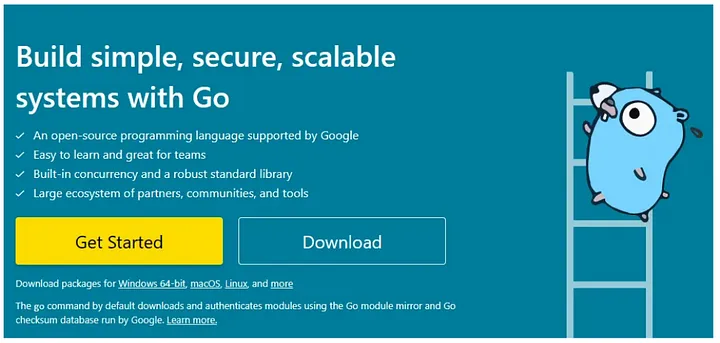 Build simple, secure, scalable
systems with Go
✓ An open-source programming language supported by Google
✓ Easy to learn and great for teams
✓ Built-in concurrency and a robust standard library
✓ Large ecosystem of partners, communities, and tools
Get Started
Download
Download packages for Windows 64-bit, macOS, Linux, and more
The go command by default downloads and authenticates modules using the Go module mirror and Go
checksum database run by Google. Learn more.